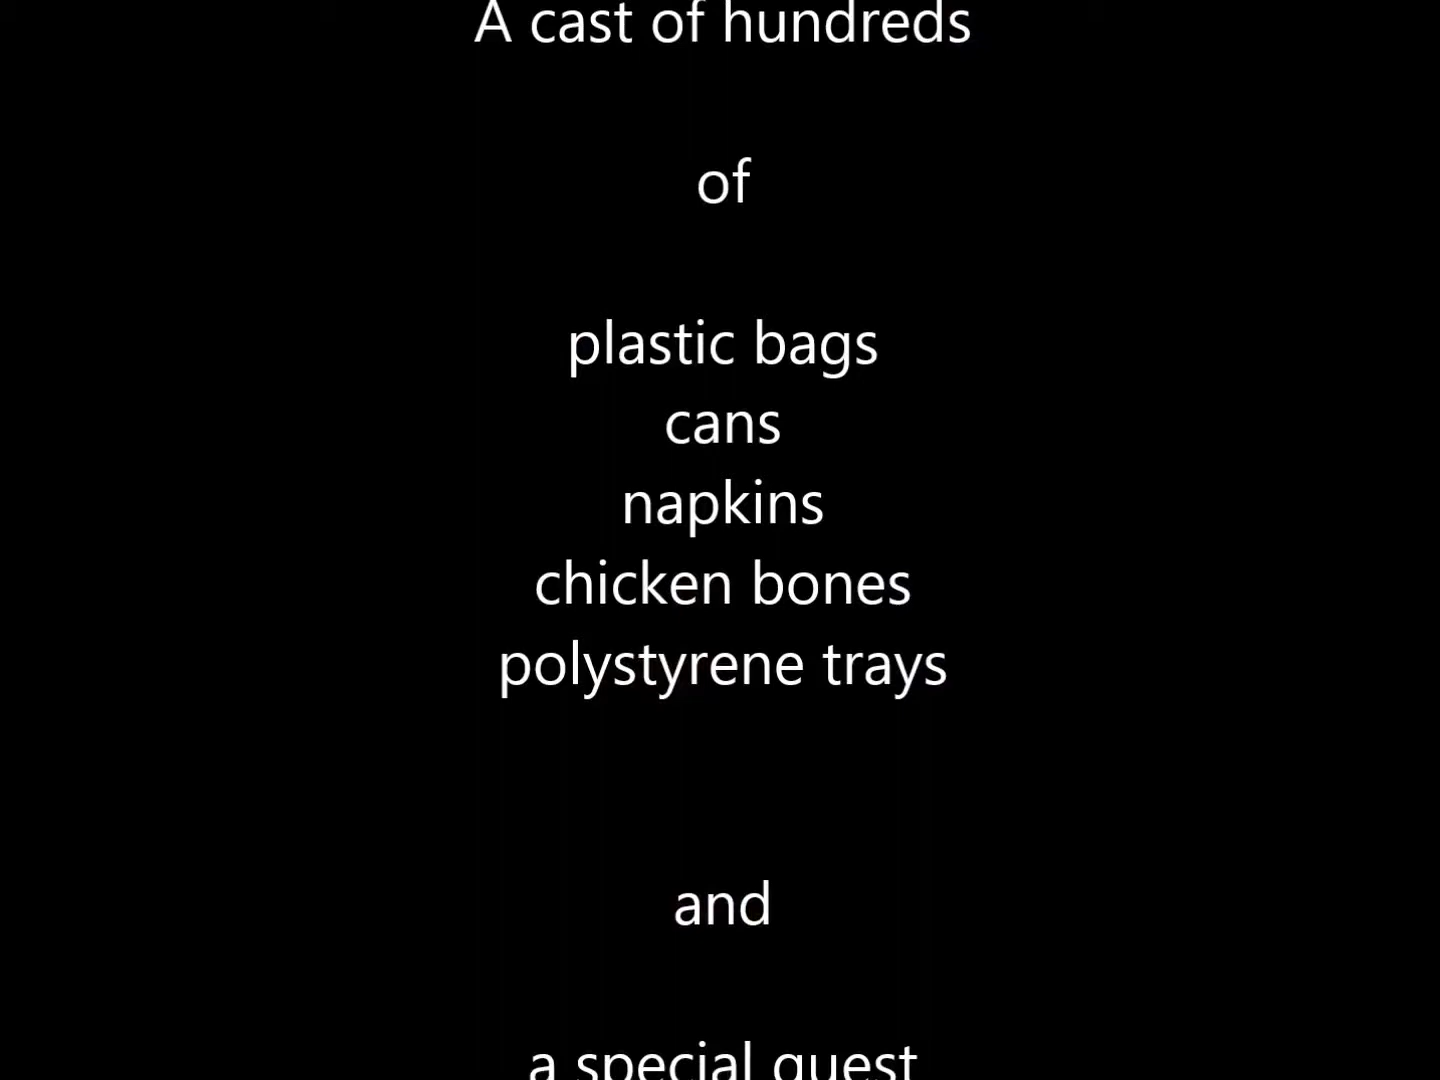 A cast of hundreds
of
plastic bags
cans
napkins
chicken bones
polystyrene trays
and
a special guest